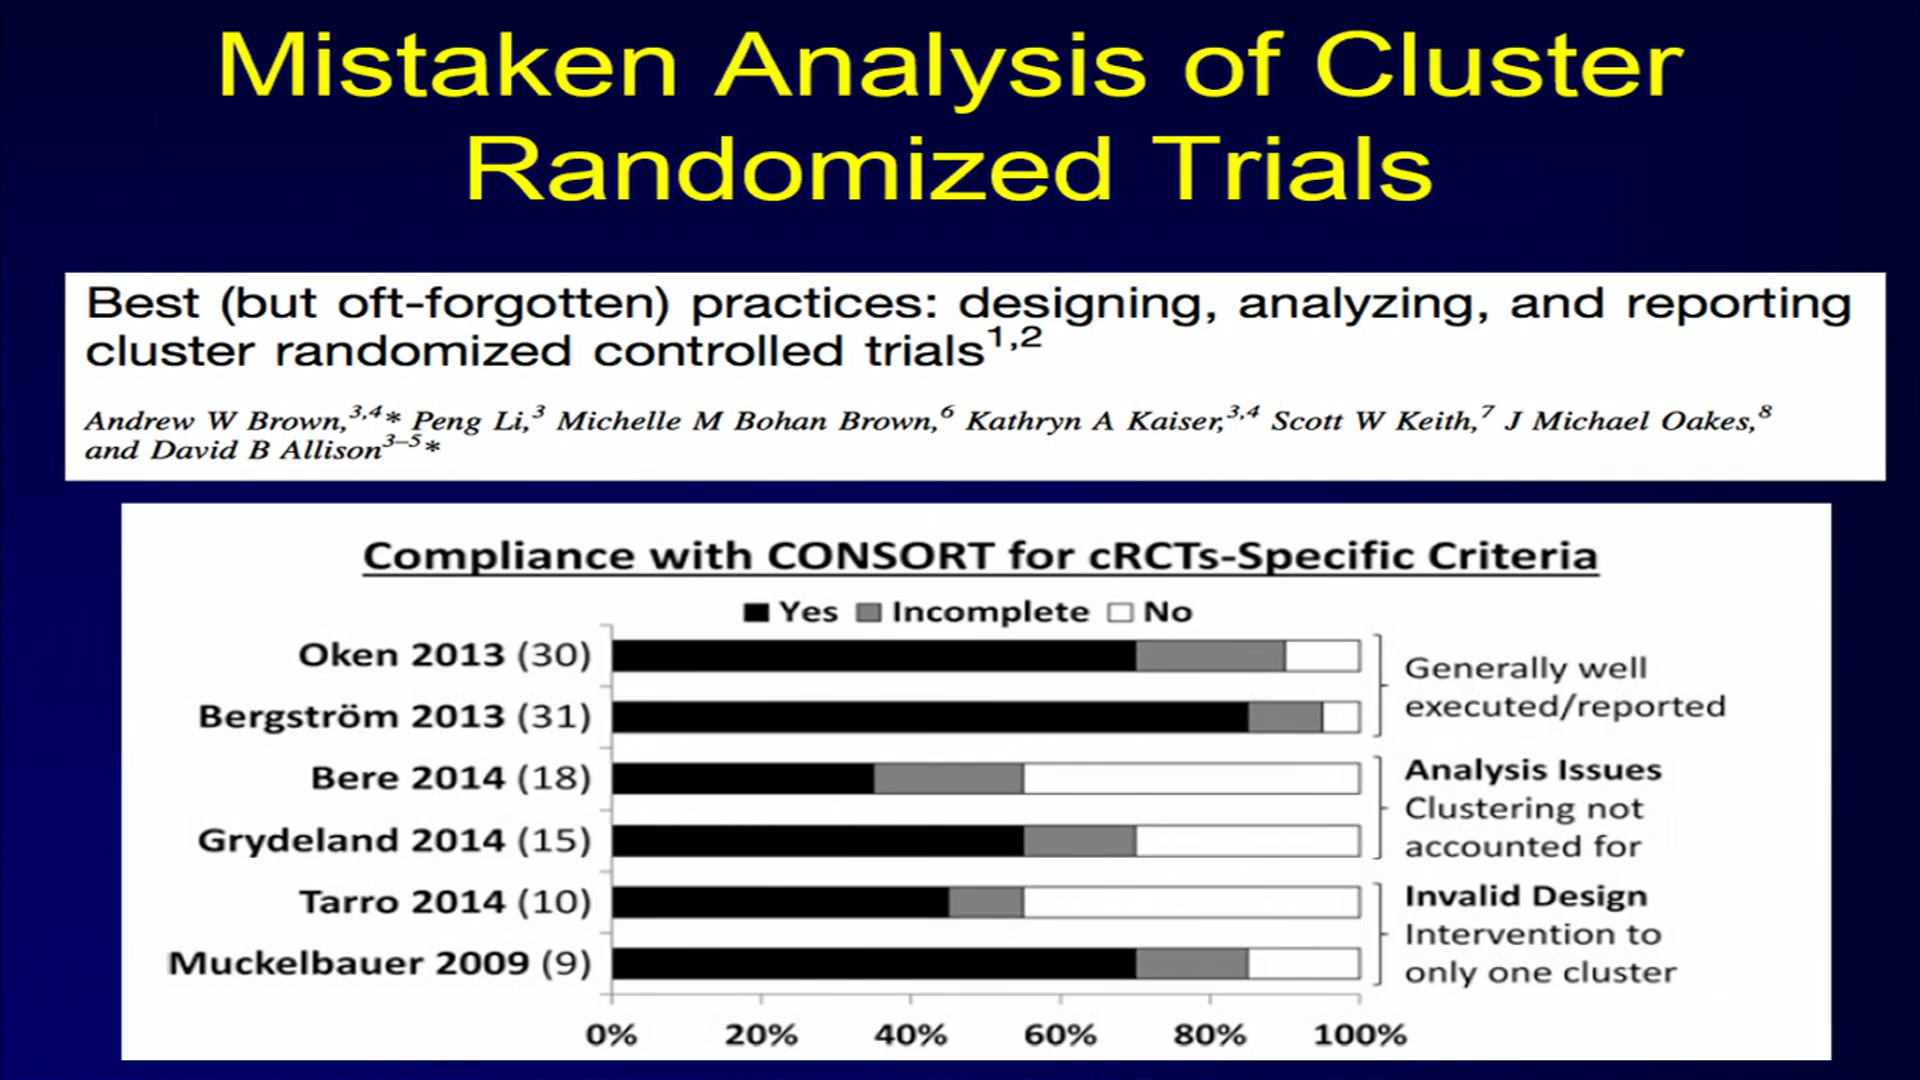 Mistaken Analysis of Cluster
Randomized Trials
Best (but oft-forgotten) practices: designing, analyzing, and reporting
cluster randomized controlled trials1,2
Andrew W Brown,3,4* Peng Li,3 Michelle M Bohan Brown,6 Kathryn A Kaiser,3,4 Scott W Keith,7 J Michael Oakes,8
and David B Allison3–5*
Compliance with CONSORT for cRCTs-Specific Criteria
Yes Incomplete No
Oken 2013 (30)
Bergström 2013 (31)
Bere 2014 (18)
Grydeland 2014 (15)
Tarro 2014 (10)
Muckelbauer 2009 (9)
Generally well
executed/reported
Analysis Issues
Clustering not
accounted for
Invalid Design
Intervention to
only one cluster
0% 20% 40% 60% 80% 100%